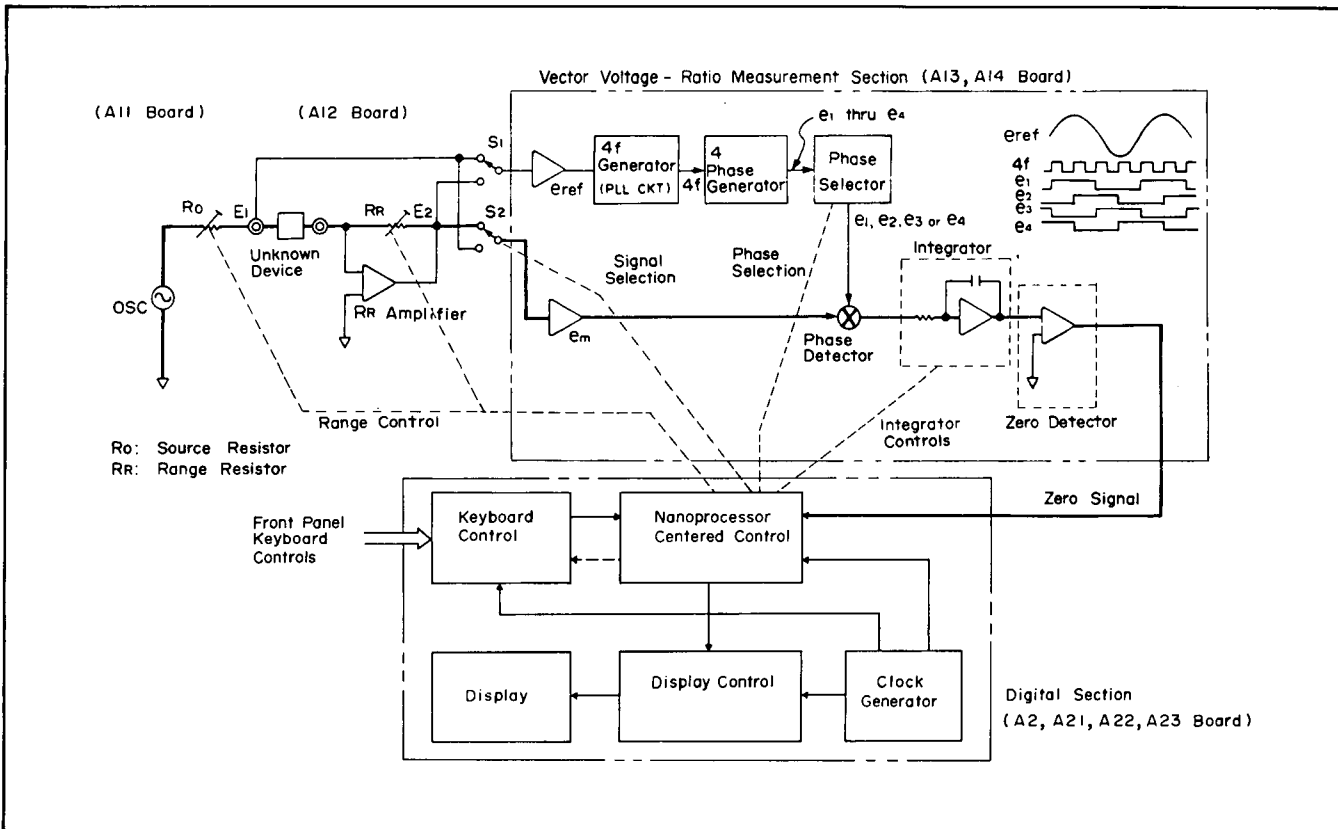 Vector Voltage - Ratio Measurement Section (A13, A14 Board)
(A11 Board)
(A12 Board)
e1 thru e4
S1
eref
4f
Generator
(PLL CKT)
4f
4
Phase
Generator
Phase
Selector
eref
4f
e1
e2
e3
e4
Ro
E1
RR
E2
S2
Unknown
Device
OSC
RR Amplifier
em
Signal
Selection
Phase
Selection
e1, e2, e3 or e4
Phase
Detector
Integrator
Range Control
Integrator
Controls
Zero Detector
Ro: Source Resistor
RR: Range Resistor
Zero Signal
Front Panel
Keyboard
Controls
Keyboard
Control
Nanoprocessor
Centered Control
Display
Display Control
Clock
Generator
Digital Section
(A2, A21, A22, A23 Board)